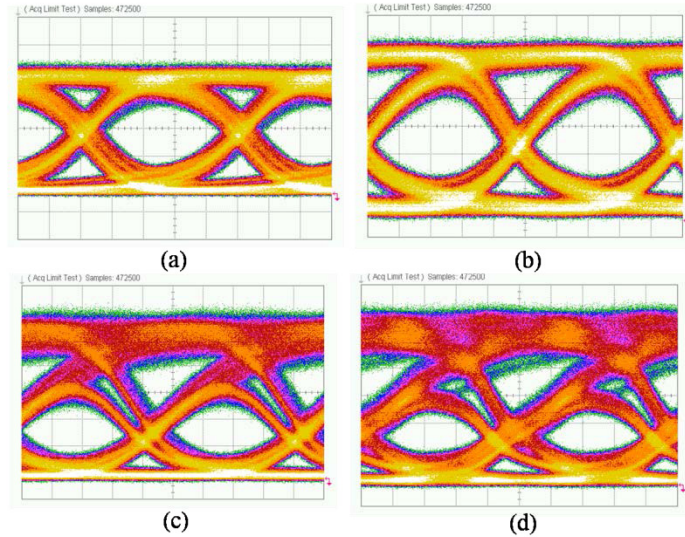 ( Acq Limit Test ) Samples: 472500
( Acq Limit Test ) Samples: 472500
(a)
(b)
( Acq Limit Test ) Samples: 472500
( Acq Limit Test ) Samples: 472500
(c)
(d)